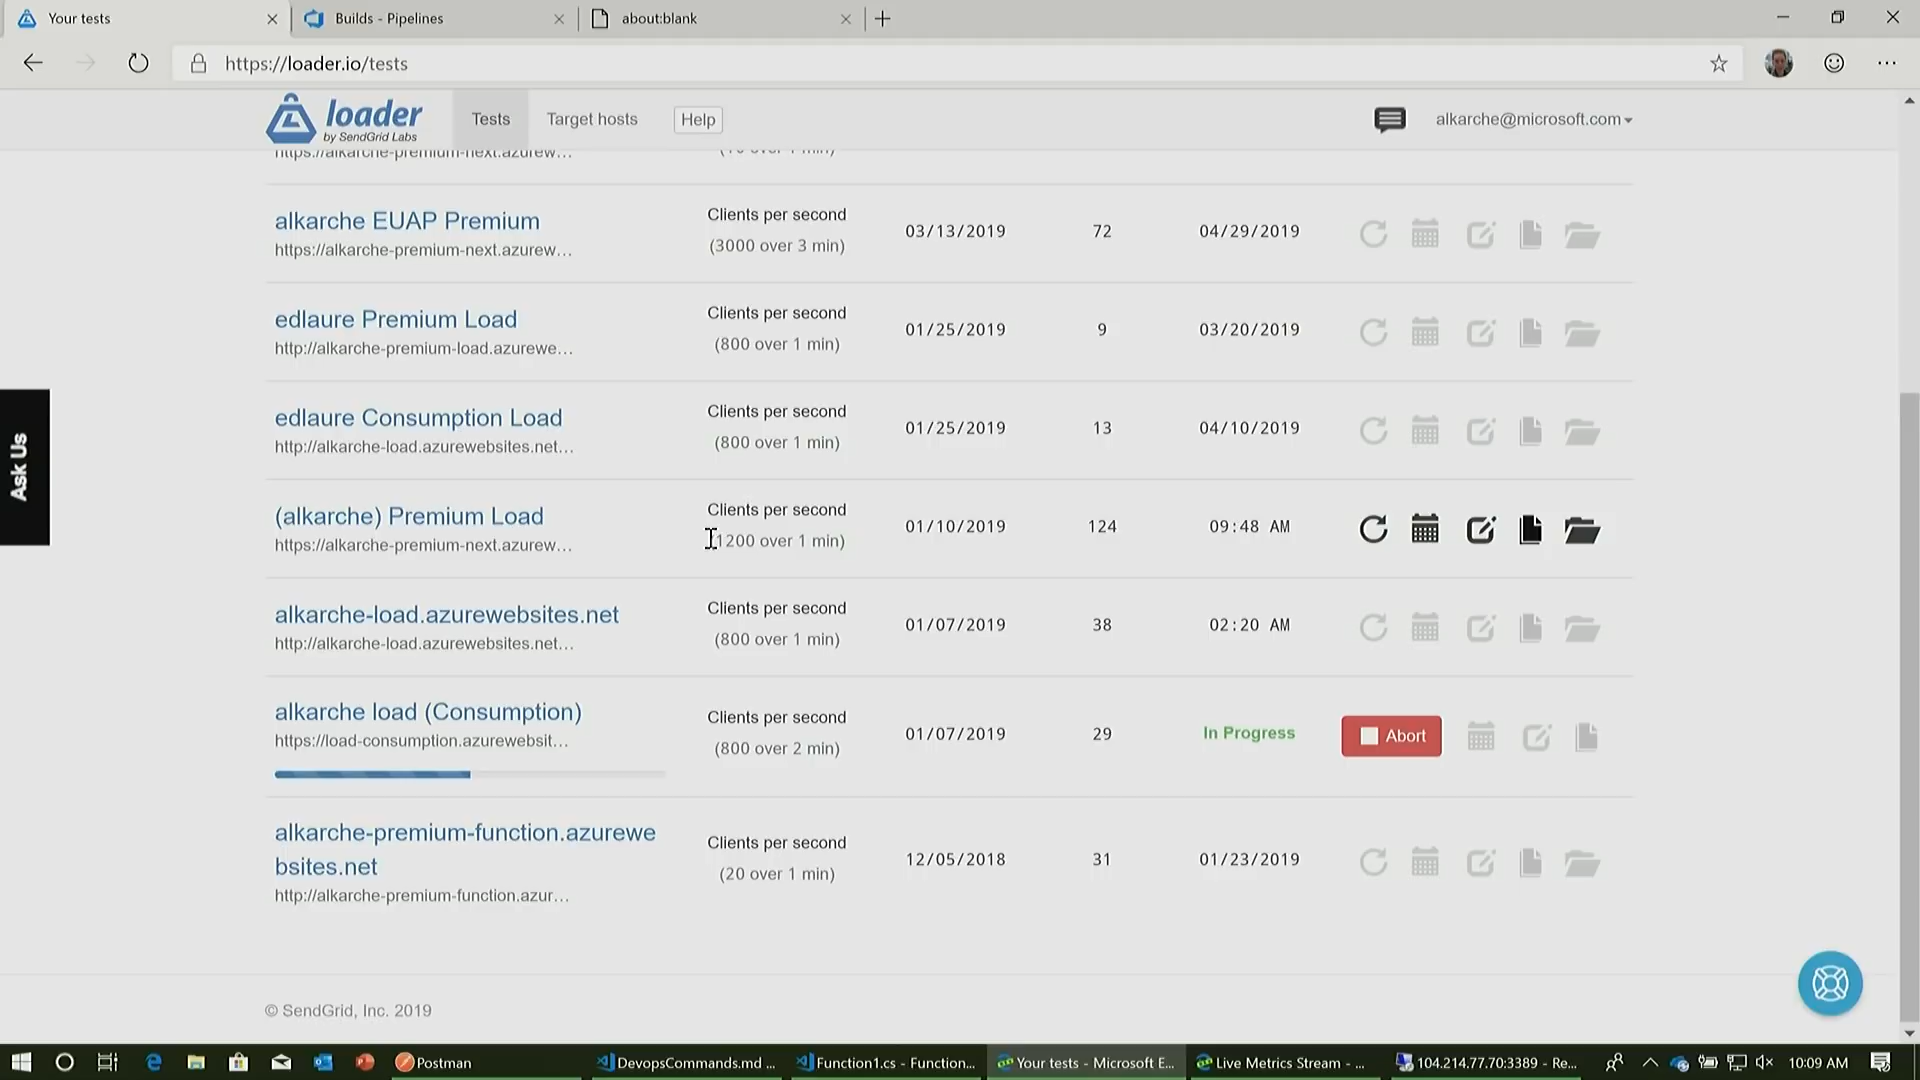 Your tests
Builds - Pipelines
about:blank
https://loader.io/tests
loader
by SendGrid Labs
Tests
Target hosts
Help
alkarche@microsoft.com
https://alkarche-premium-next.azurew...
alkarche EUAP Premium
https://alkarche-premium-next.azurew...
Clients per second
(3000 over 3 min)
03/13/2019
72
04/29/2019
edlaure Premium Load
http://alkarche-premium-load.azurewe...
Clients per second
(800 over 1 min)
01/25/2019
9
03/20/2019
edlaure Consumption Load
http://alkarche-load.azurewebsites.net...
Clients per second
(800 over 1 min)
01/25/2019
13
04/10/2019
Ask Us
(alkarche) Premium Load
https://alkarche-premium-next.azurew...
Clients per second
(1200 over 1 min)
01/10/2019
124
09:48 AM
alkarche-load.azurewebsites.net
http://alkarche-load.azurewebsites.net...
Clients per second
(800 over 1 min)
01/07/2019
38
02:20 AM
alkarche load (Consumption)
https://load-consumption.azurewebsit...
Clients per second
(800 over 2 min)
01/07/2019
29
In Progress
Abort
alkarche-premium-function.azurewe
bsites.net
http://alkarche-premium-function.azur...
Clients per second
(20 over 1 min)
12/05/2018
31
01/23/2019
© SendGrid, Inc. 2019
Postman
DevopsCommands.md ...
Function1.cs - Function...
Your tests - Microsoft E...
Live Metrics Stream - ...
104.214.77.70:3389 - Re...
10:09 AM